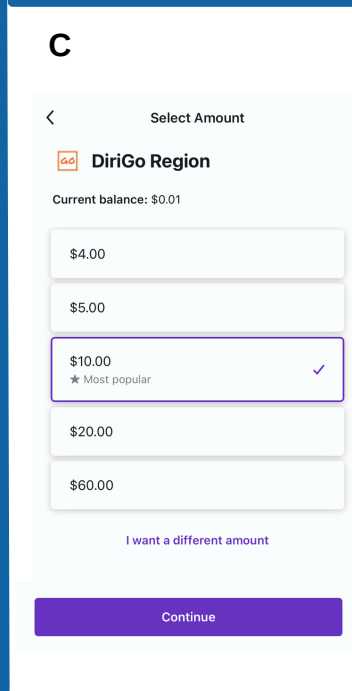 C
Select Amount
GO DiriGo Region
Current balance: $0.01
$4.00
$5.00
$10.00
★ Most popular
$20.00
$60.00
I want a different amount
Continue